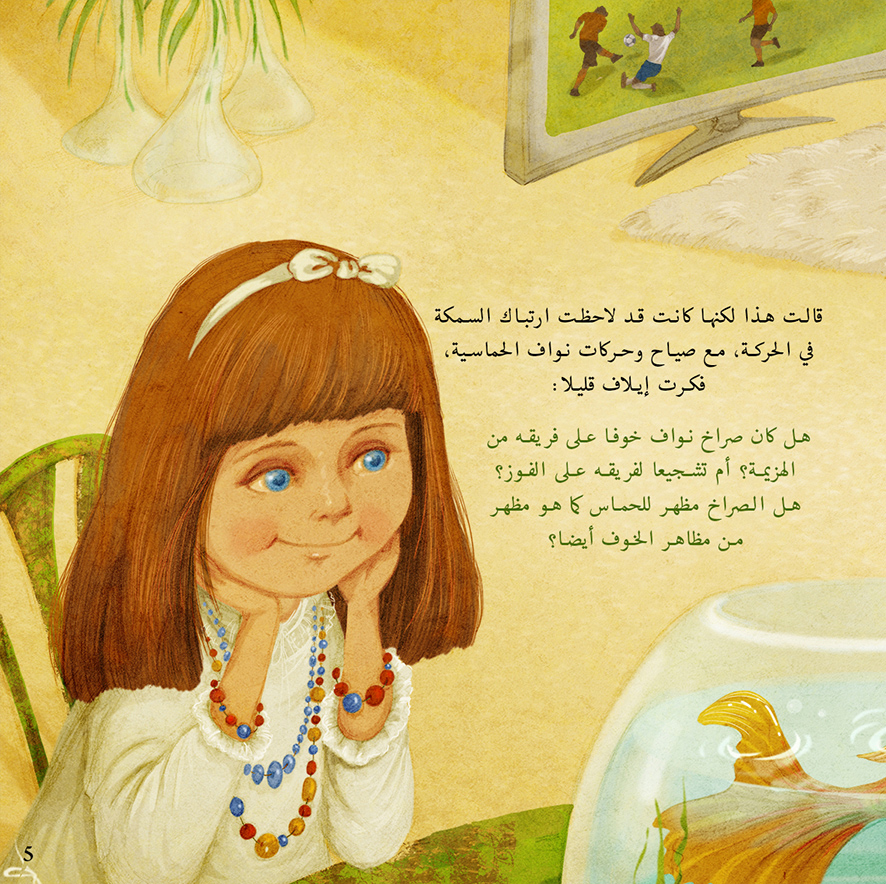 قالت هذا لكنها كانت قد لاحظت ارتباك السمكة
في الحركة، مع صياح وحركات نواف الحماسية،
فكرت إيلاف قليلا:
هل كان صراخ نواف خوفا على فريقه من
الهزيمة؟ أم تشجيعا لفريقه على الفوز؟
هل الصراخ مظهر للحماس كما هو مظهر
من مظاهر الخوف أيضا؟
5